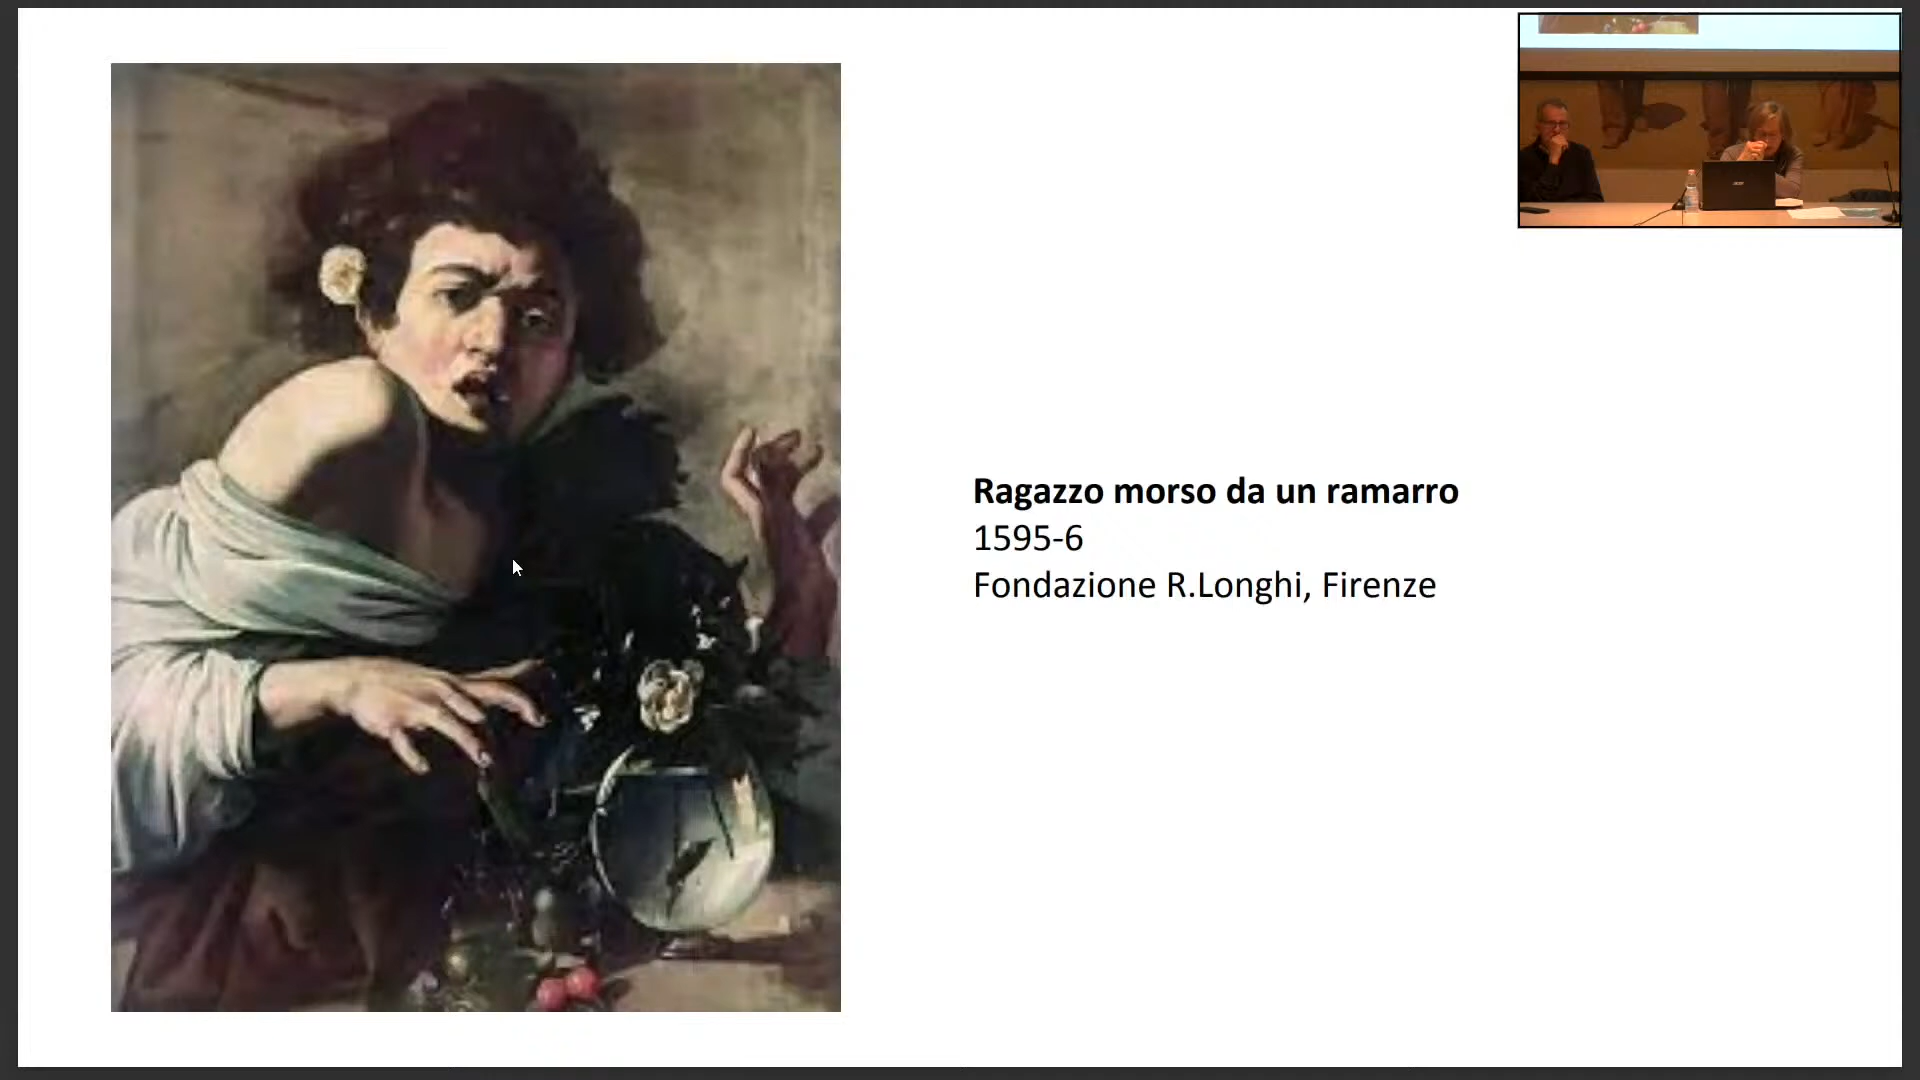 Ragazzo morso da un ramarro
1595-6
Fondazione R.Longhi, Firenze